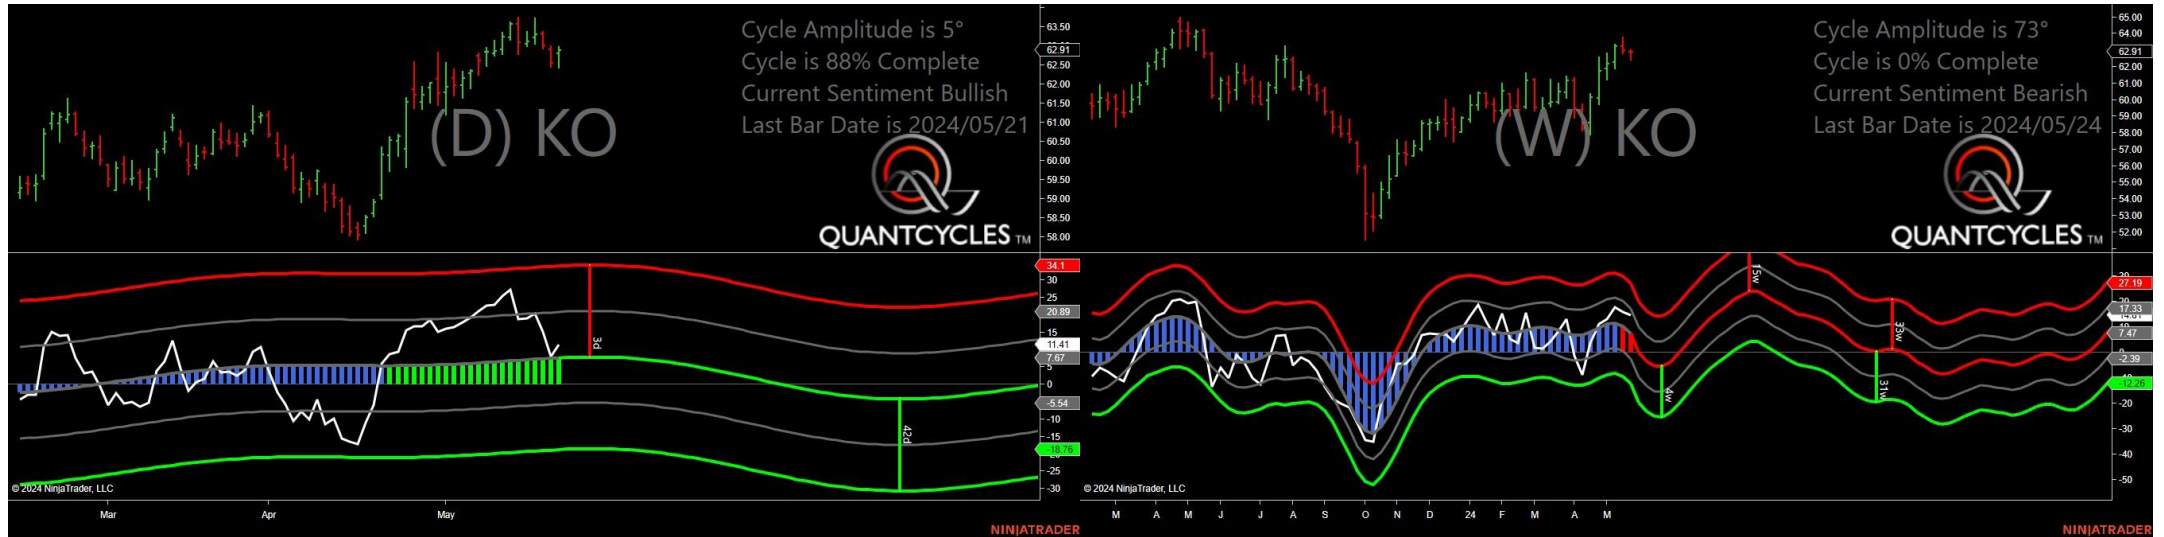 Cycle Amplitude is 5°
Cycle is 88% Complete
Current Sentiment Bullish
Last Bar Date is 2024/05/21
(D) KO
QUANTCYCLES TM
63.50
62.91
62.50
62.00
61.50
61.00
60.50
60.00
59.50
59.00
58.50
58.00
34.1
30
25
20.89
15
11.41
7.67
5
0
-5.54
-10
-15
-18.76
-25
-30
3d
42d
© 2024 NinjaTrader, LLC
Mar Apr May
NINJATRADER
Cycle Amplitude is 73°
Cycle is 0% Complete
Current Sentiment Bearish
Last Bar Date is 2024/05/24
(W) KO
QUANTCYCLES TM
65.00
64.00
62.91
62.00
61.00
60.00
59.00
58.00
57.00
56.00
55.00
54.00
53.00
52.00
27.19
17.33
7.47
-2.39
-12.26
-20
-30
-40
-50
15w
4w
33w
31w
© 2024 NinjaTrader, LLC
M A M J J A S O N D 24 F M A M
NINJATRADER